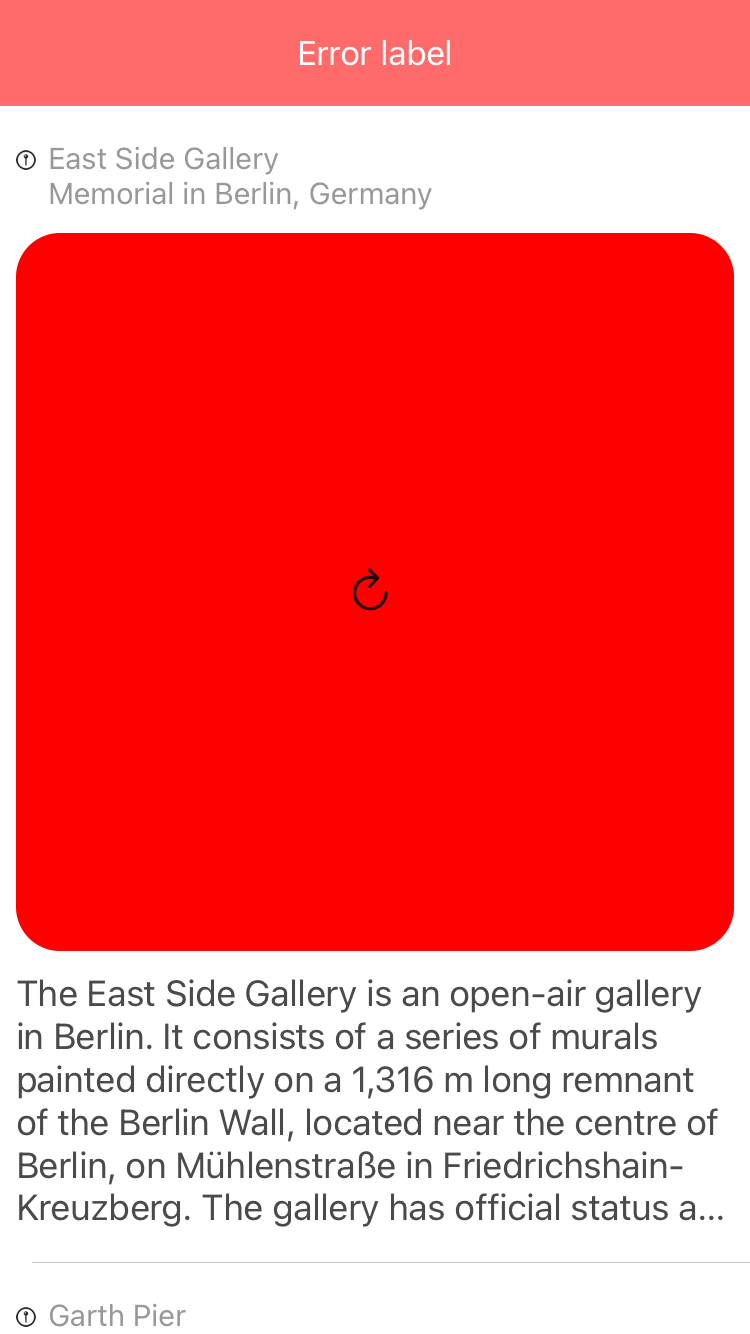 Error label
East Side Gallery
Memorial in Berlin, Germany
The East Side Gallery is an open-air gallery
in Berlin. It consists of a series of murals
painted directly on a 1,316 m long remnant
of the Berlin Wall, located near the centre of
Berlin, on Mühlenstraße in Friedrichshain-
Kreuzberg. The gallery has official status a...
Garth Pier